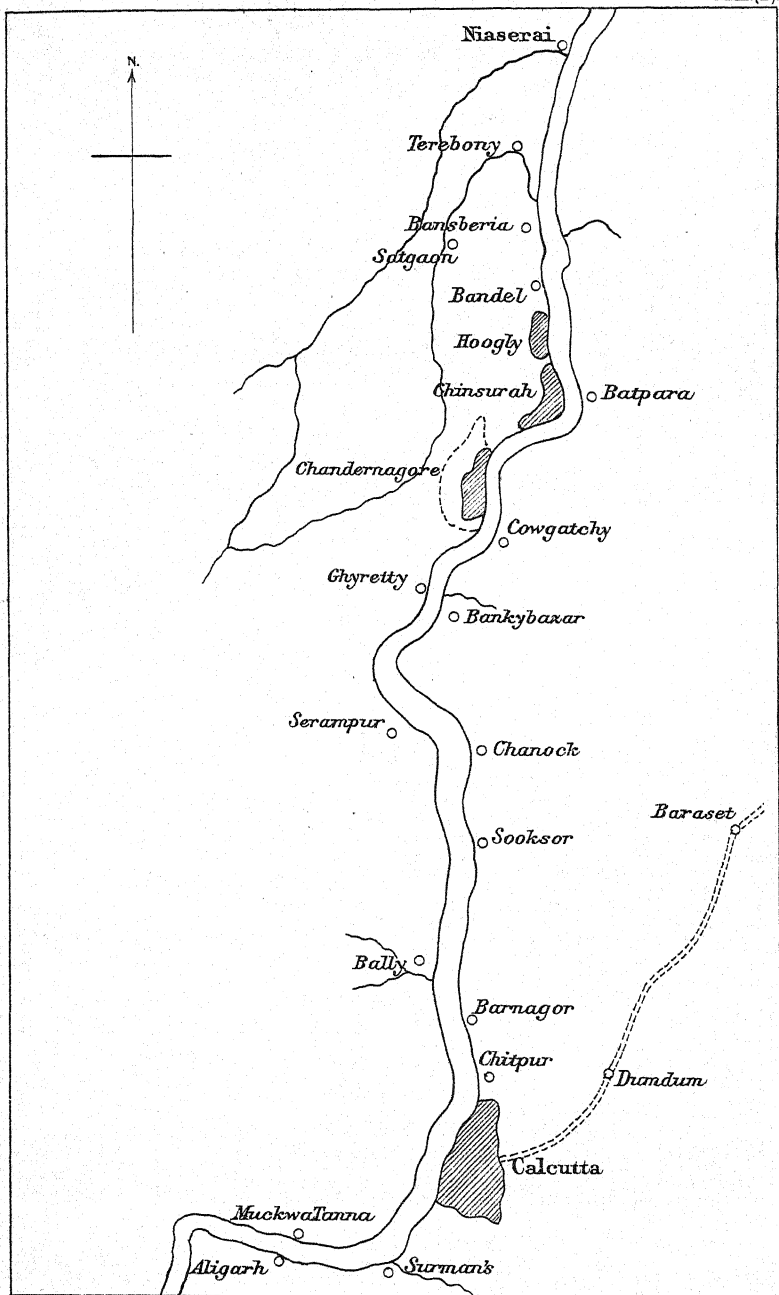 N.
Niaserai
Terebony
Bansberia
Satgaon
Bandel
Hoogly
Chinsurah
Batpara
Chandernagore
Cowgatchy
Ghyretty
Bankybazar
Serampur
Chanock
Sooksor
Baraset
Bally
Barnagor
Chitpur
Dumdum
Calcutta
MuckwaTanna
Aligarh
Surman's